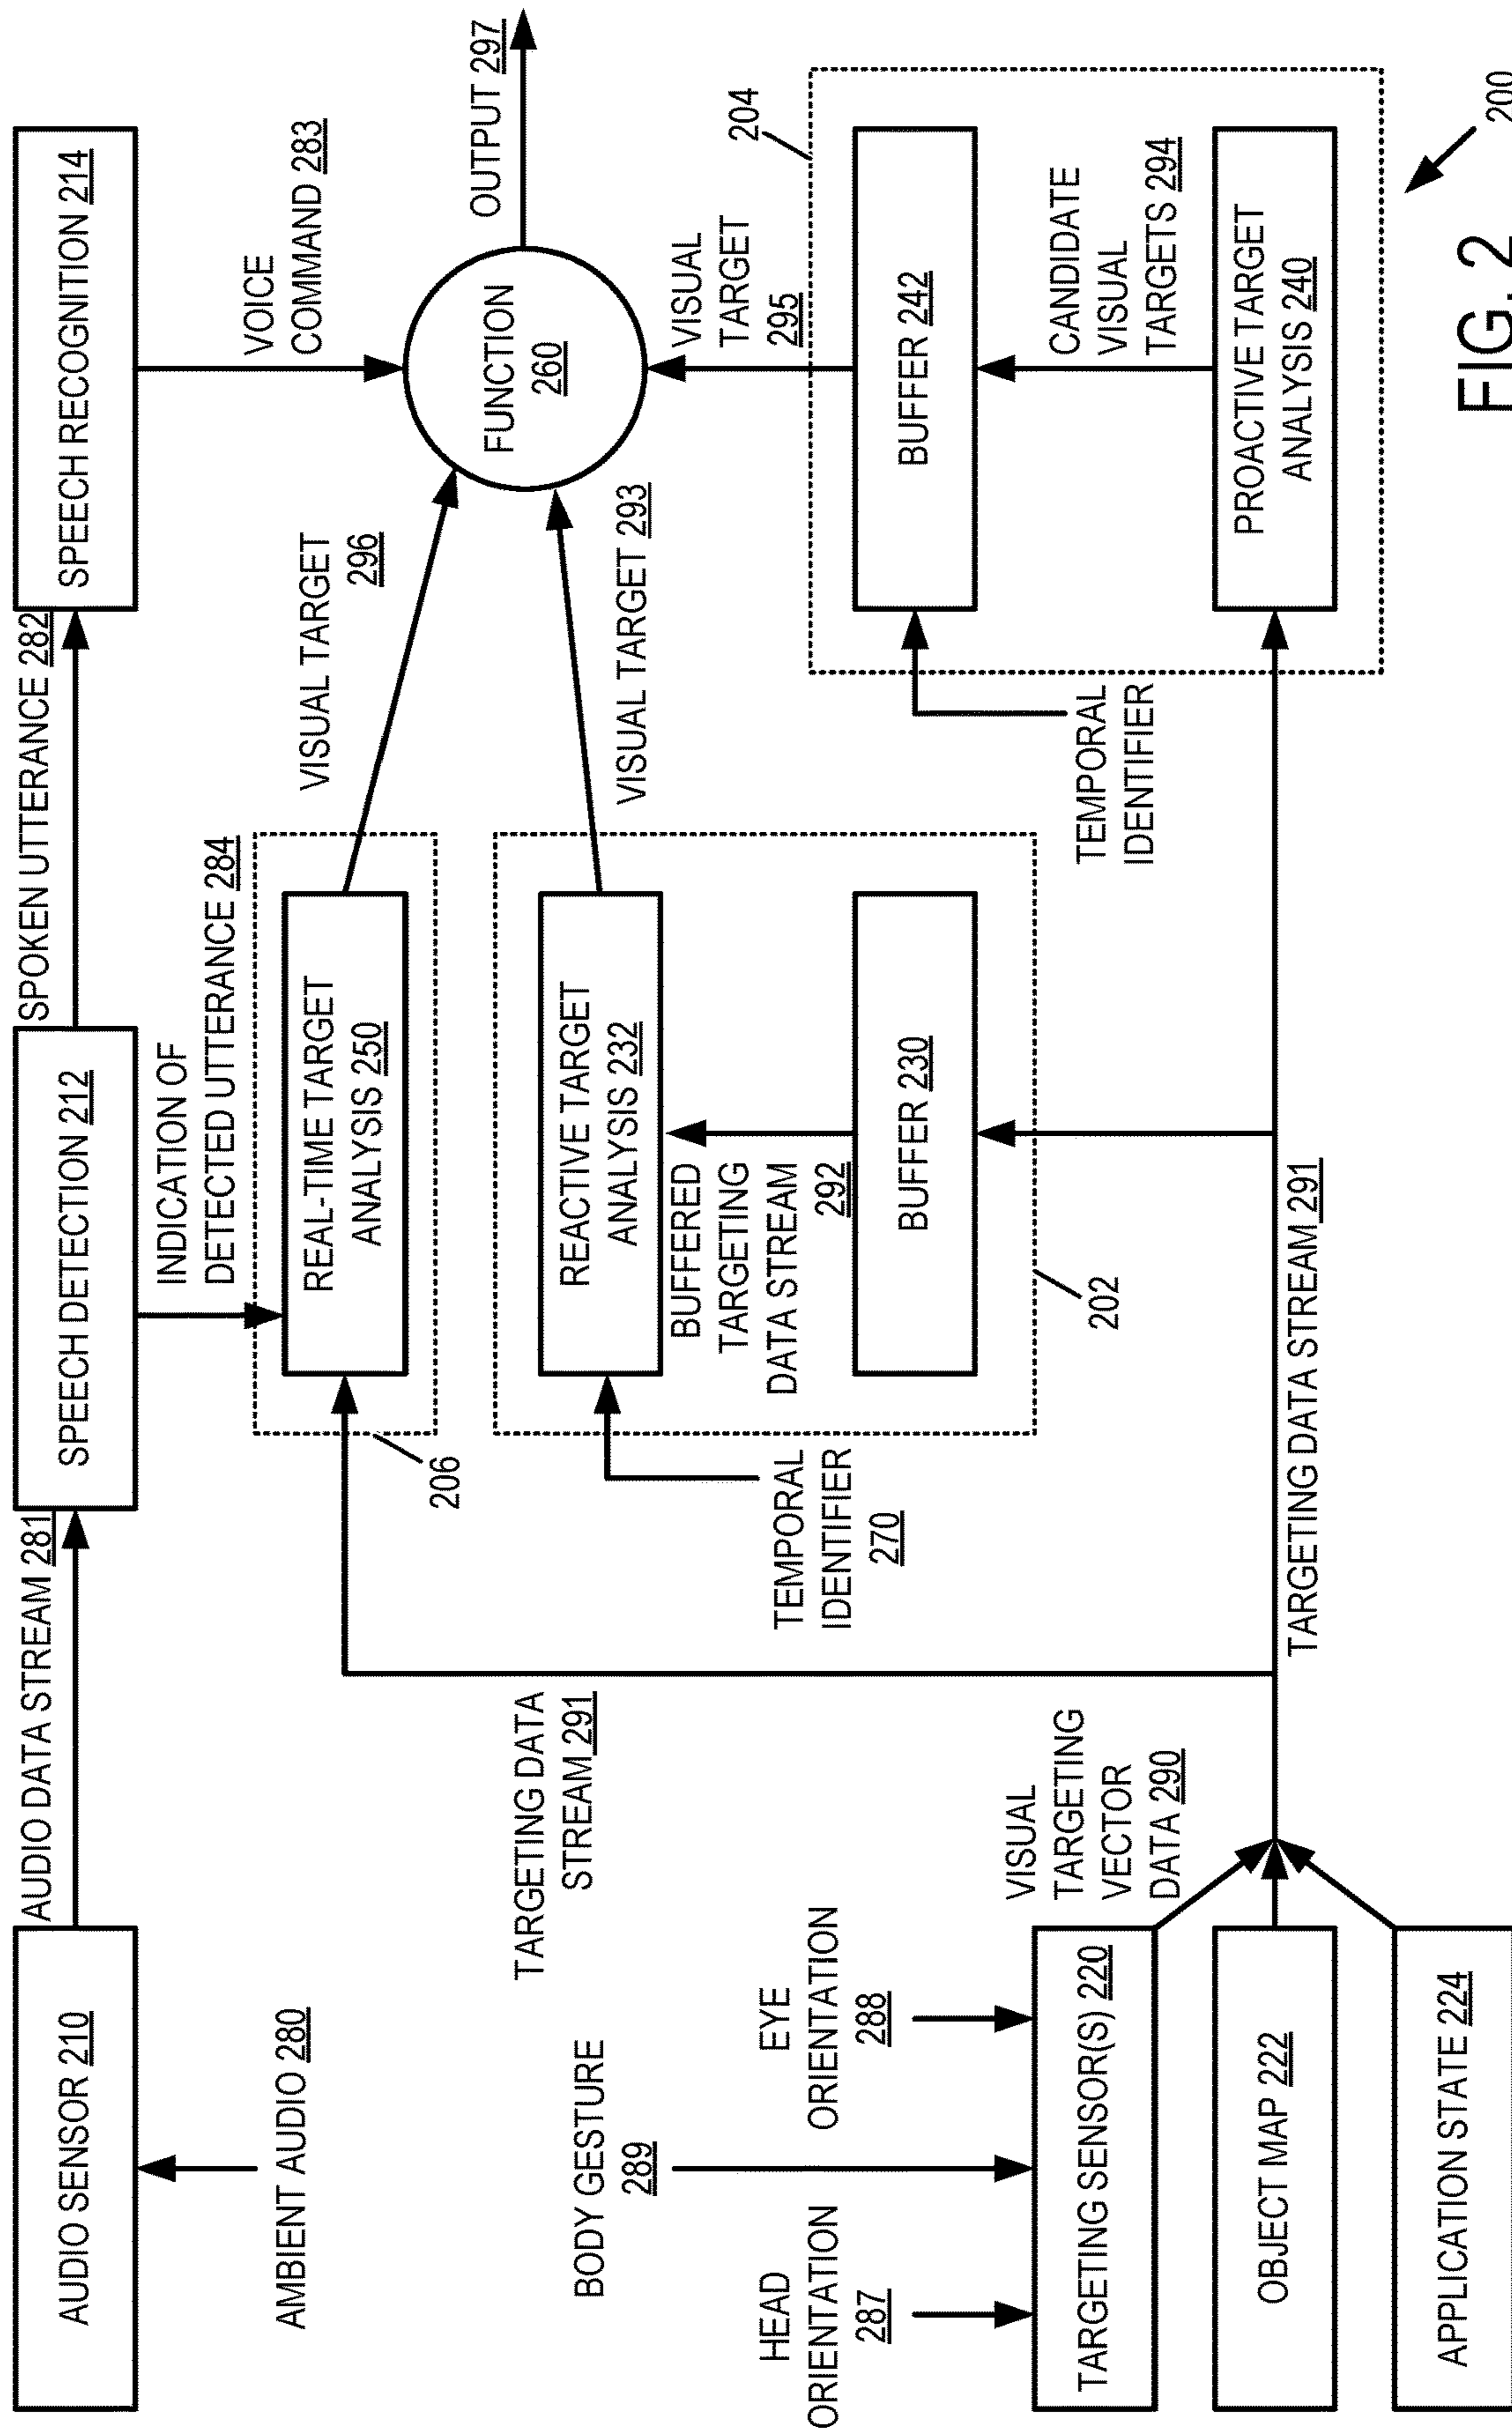 AUDIO SENSOR 210
AUDIO DATA STREAM 281
SPEECH DETECTION 212
SPOKEN UTTERANCE 282
SPEECH RECOGNITION 214
AMBIENT AUDIO 280
INDICATION OF
DETECTED UTTERANCE 284
VOICE
COMMAND 283
REAL-TIME TARGET
ANALYSIS 250
206
VISUAL TARGET
296
FUNCTION
260
OUTPUT 297
TARGETING DATA
STREAM 291
REACTIVE TARGET
ANALYSIS 232
VISUAL TARGET 293
TEMPORAL
IDENTIFIER
270
BUFFERED
TARGETING
DATA STREAM
292
BUFFER 230
202
VISUAL
TARGET
295
204
BUFFER 242
TEMPORAL
IDENTIFIER
CANDIDATE
VISUAL
TARGETS 294
PROACTIVE TARGET
ANALYSIS 240
BODY GESTURE
289
HEAD
ORIENTATION
287
EYE
ORIENTATION
288
TARGETING SENSOR(S) 220
VISUAL
TARGETING
VECTOR
DATA 290
OBJECT MAP 222
TARGETING DATA STREAM 291
APPLICATION STATE 224
200
FIG. 2